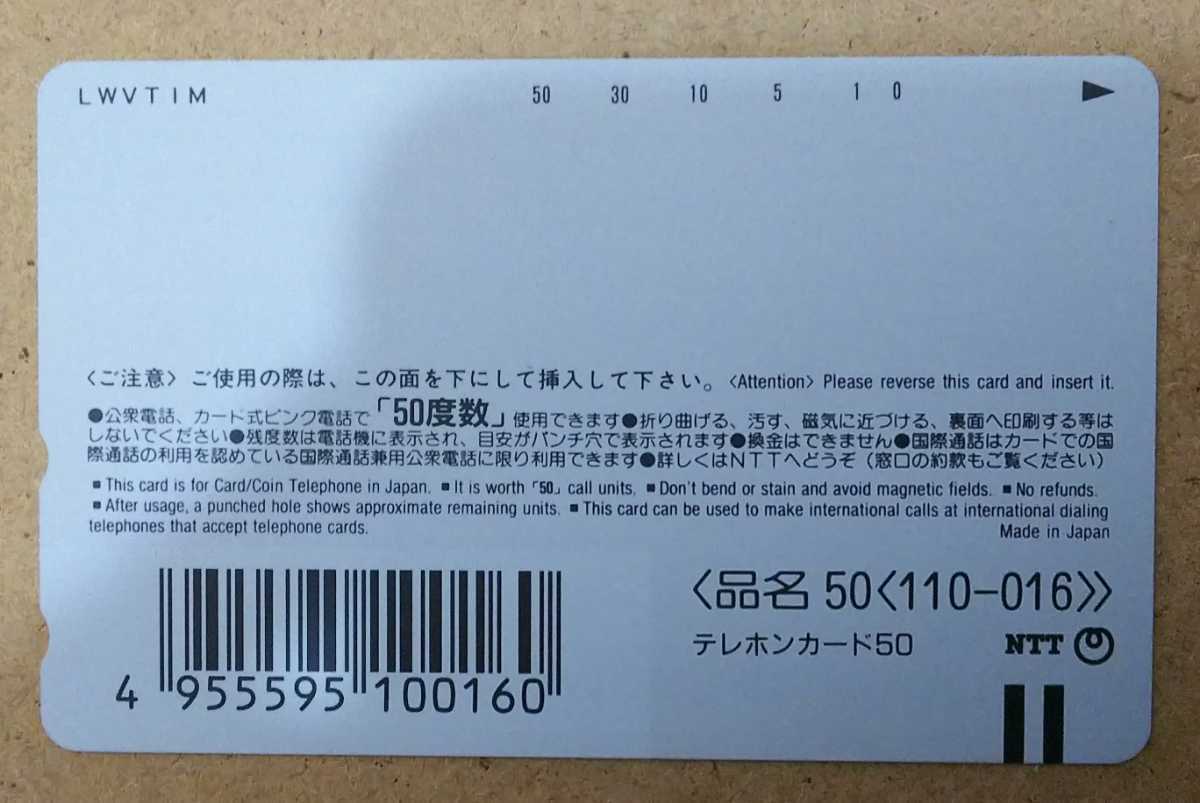 LWVTIM 50 30 10 5 1 0
〈ご注意〉ご使用の際は、この面を下にして挿入して下さい。〈Attention〉Please reverse this card and insert it.
●公衆電話、カード式ピンク電話で「50度数」使用できます●折り曲げる、汚す、磁気に近づける、裏面へ印刷する等は
しないでください●残度数は電話機に表示され、目安がパンチ穴で表示されます●換金はできません●国際通話はカードでの国
際通話の利用を認めている国際通話兼用公衆電話に限り利用できます●詳しくはNTTへどうぞ（窓口の約款もご覧ください）
■This card is for Card/Coin Telephone in Japan. ■It is worth「50」call units. ■Don't bend or stain and avoid magnetic fields. ■No refunds.
■After usage, a punched hole shows approximate remaining units. ■This card can be used to make international calls at international dialing
telephones that accept telephone cards. Made in Japan
〈品名 50〈110-016〉〉
テレホンカード50 NTT
4 955595 100160